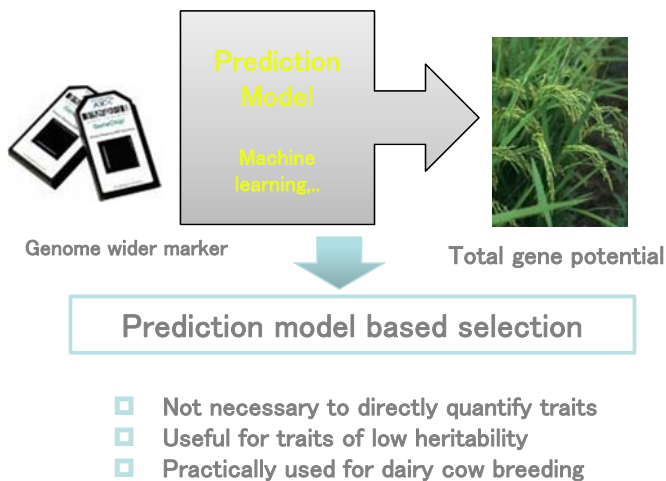 Prediction
Model
Machine
learning,..
GeneChip
Genome wider marker
Total gene potential
Prediction model based selection
Not necessary to directly quantify traits
Useful for traits of low heritability
Practically used for dairy cow breeding